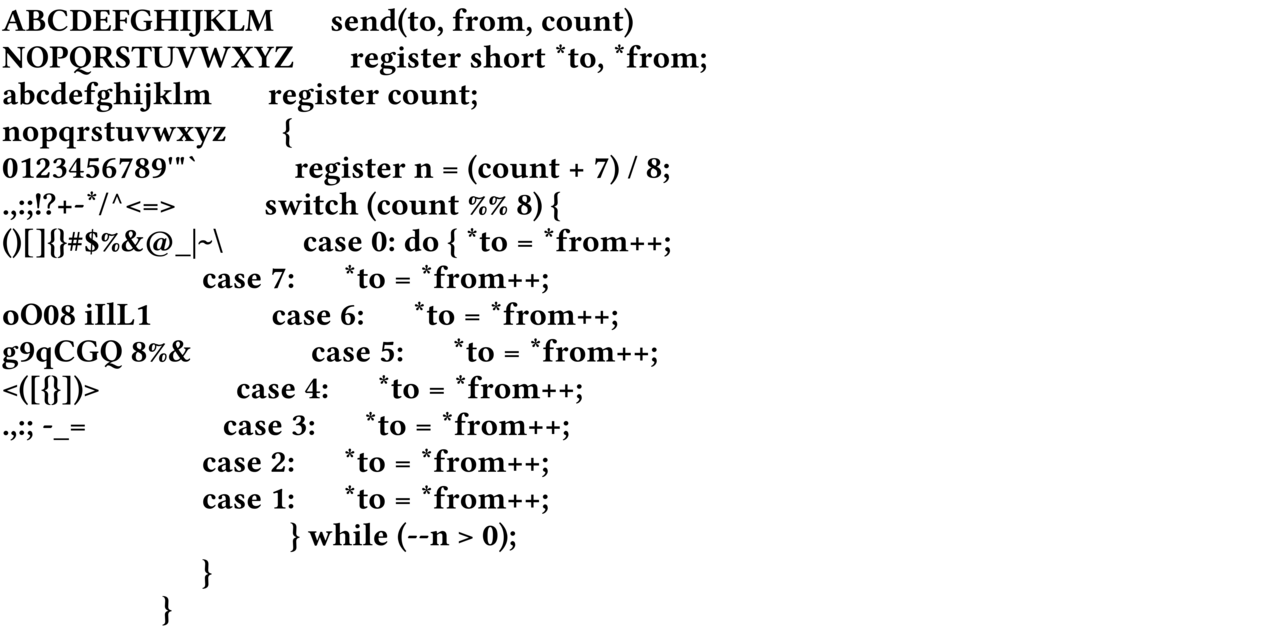 ABCDEFGHIJKLM       send(to, from, count)
NOPQRSTUVWXYZ       register short *to, *from;
abcdefghijklm       register count;
nopqrstuvwxyz       {
0123456789'"`            register n = (count + 7) / 8;
.,:;!?+-*/^<=>           switch (count %% 8) {
()[]{}#$%&@_|~\          case 0: do { *to = *from++;
                         case 7:      *to = *from++;
oO08 iIlL1               case 6:      *to = *from++;
g9qCGQ 8%&               case 5:      *to = *from++;
<([{}])>                 case 4:      *to = *from++;
.,:; -_=                 case 3:      *to = *from++;
                         case 2:      *to = *from++;
                         case 1:      *to = *from++;
                                    } while (--n > 0);
                         }
                    }